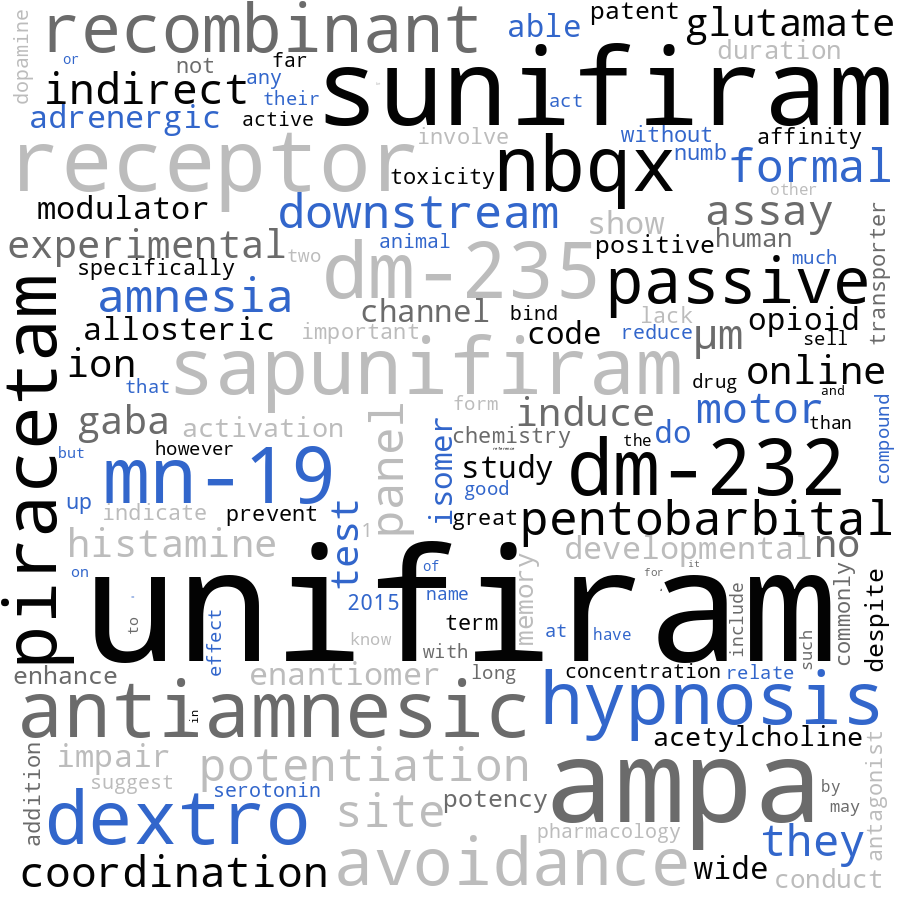 dopamine
recombinant
able
patent
glutamate
or
not
far
duration
indirect
any
their
sunifiram
act
adrenergic
active
receptor
involve
without
affinity
toxicity
nbqx
numb
formal
modulator
other
downstream
show
assay
transporter
experimental
two
animal
positive
human
specifically
dm-235
passive
much
amnesia
channel
bind
lack
opioid
allosteric
important
code
reduce
µm
sell
piracetam
ion
that
sapunifiram
drug
online
and
gaba
activation
form
induce
motor
than
compound
but
however
panel
isomer
chemistry
the
do
reference
mn-19
study
good
dm-232
up
indicate
prevent
test
1
great
pentobarbital
histamine
developmental
no
on
unifiram
of
memory
for
it
to
effect
2015
name
include
such
commonly
despite
know
term
with
at
have
enhance
enantiomer
long
concentration
relate
antiamnesic
in
hypnosis
acetylcholine
addition
impair
suggest
potentiation
antagonist
serotonin
ampa
by
may
dextro
site
potency
pharmacology
they
coordination
avoidance
wide
conduct